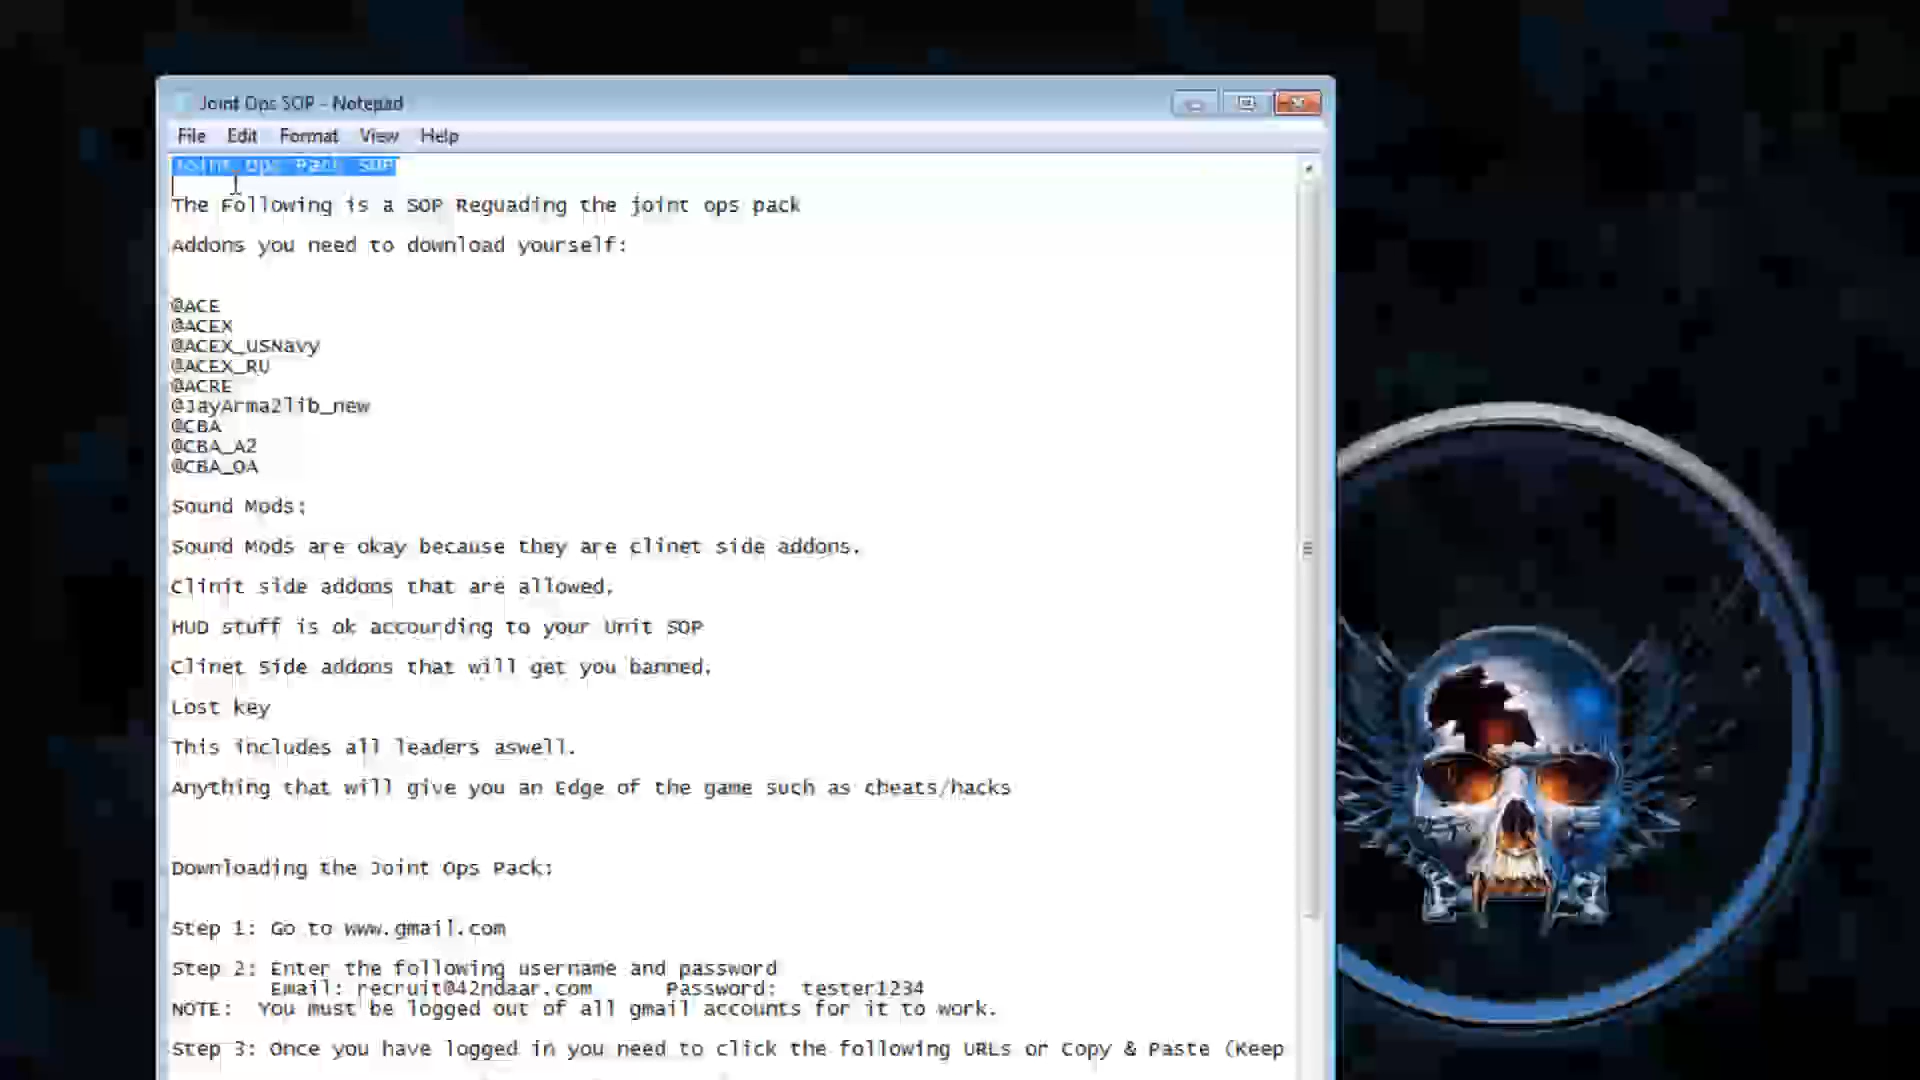 Joint Ops SOP - Notepad
File Edit Format View Help
Joint Ops Pack SOP
The Following is a SOP Reguading the joint ops pack
Addons you need to download yourself:
@ACE
@ACEX
@ACEX_USNavy
@ACEX_RU
@ACRE
@JayArma2lib_new
@CBA
@CBA_A2
@CBA_OA
Sound Mods:
Sound Mods are okay because they are clinet side addons.
Clinit side addons that are allowed.
HUD stuff is ok accourding to your Unit SOP
Clinet Side addons that will get you banned.
Lost key
This includes all leaders aswell.
Anything that will give you an Edge of the game such as cheats/hacks
Downloading the Joint Ops Pack:
Step 1: Go to www.gmail.com
Step 2: Enter the following username and password
Email: recruit@42ndaar.com Password: tester1234
NOTE: You must be logged out of all gmail accounts for it to work.
Step 3: Once you have logged in you need to click the following URLs or Copy & Paste (Keep